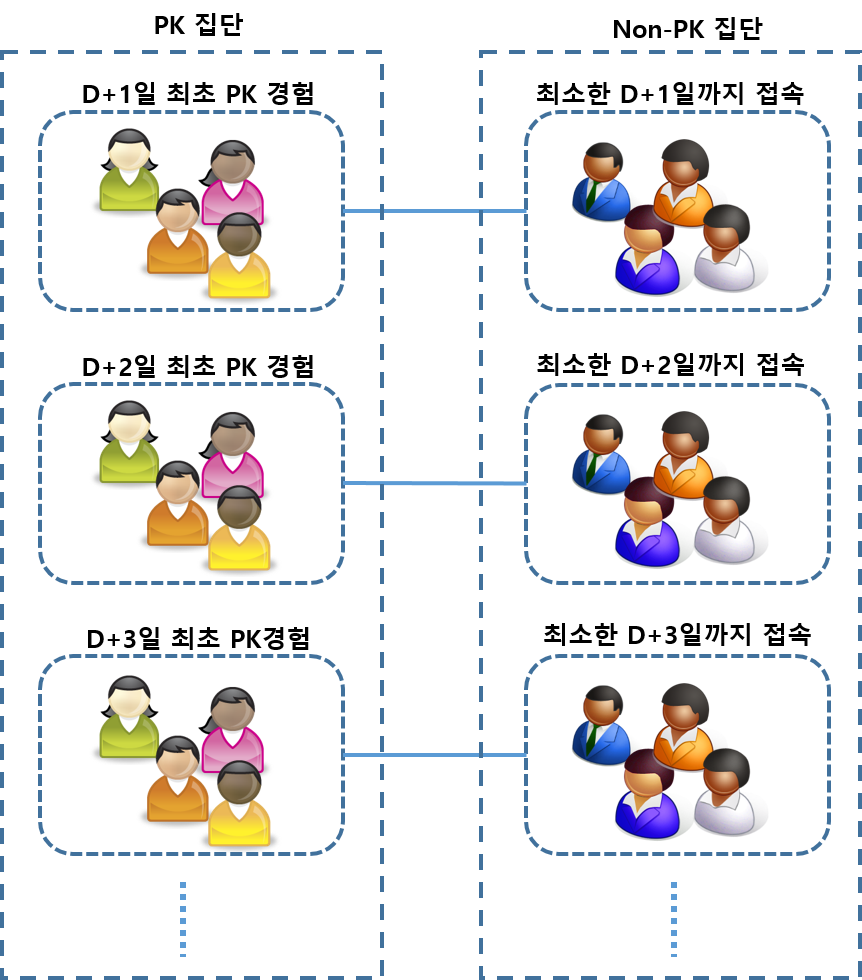 PK 집단
Non-PK 집단
D+1일 최초 PK 경험
최소한 D+1일까지 접속
D+2일 최초 PK 경험
최소한 D+2일까지 접속
D+3일 최초 PK경험
최소한 D+3일까지 접속